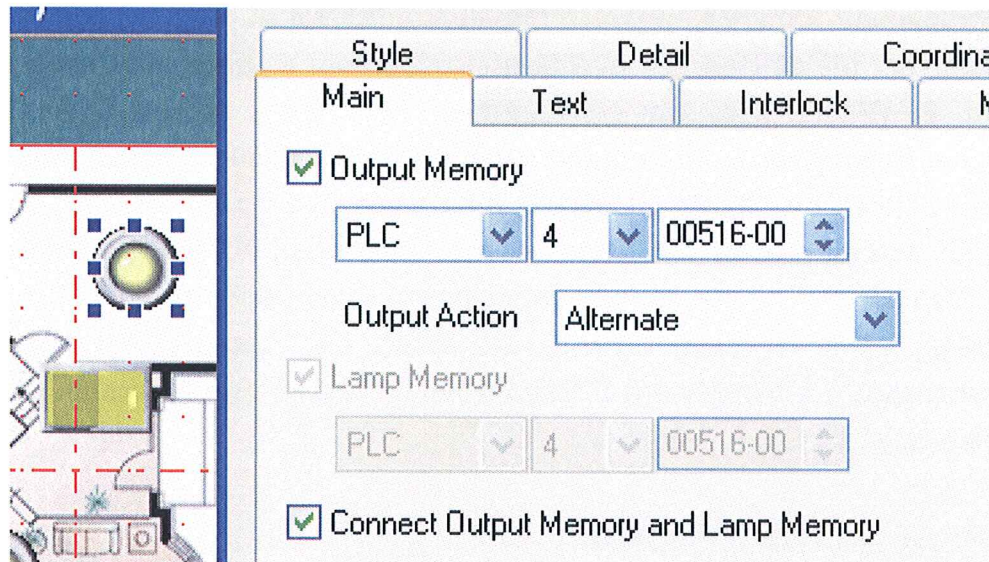 Style Detail
Main Text Interlock
Output Memory
PLC 4 00516-00
Output Action Alternate
Lamp Memory
PLC 4 00516-00
Connect Output Memory and Lamp Memory